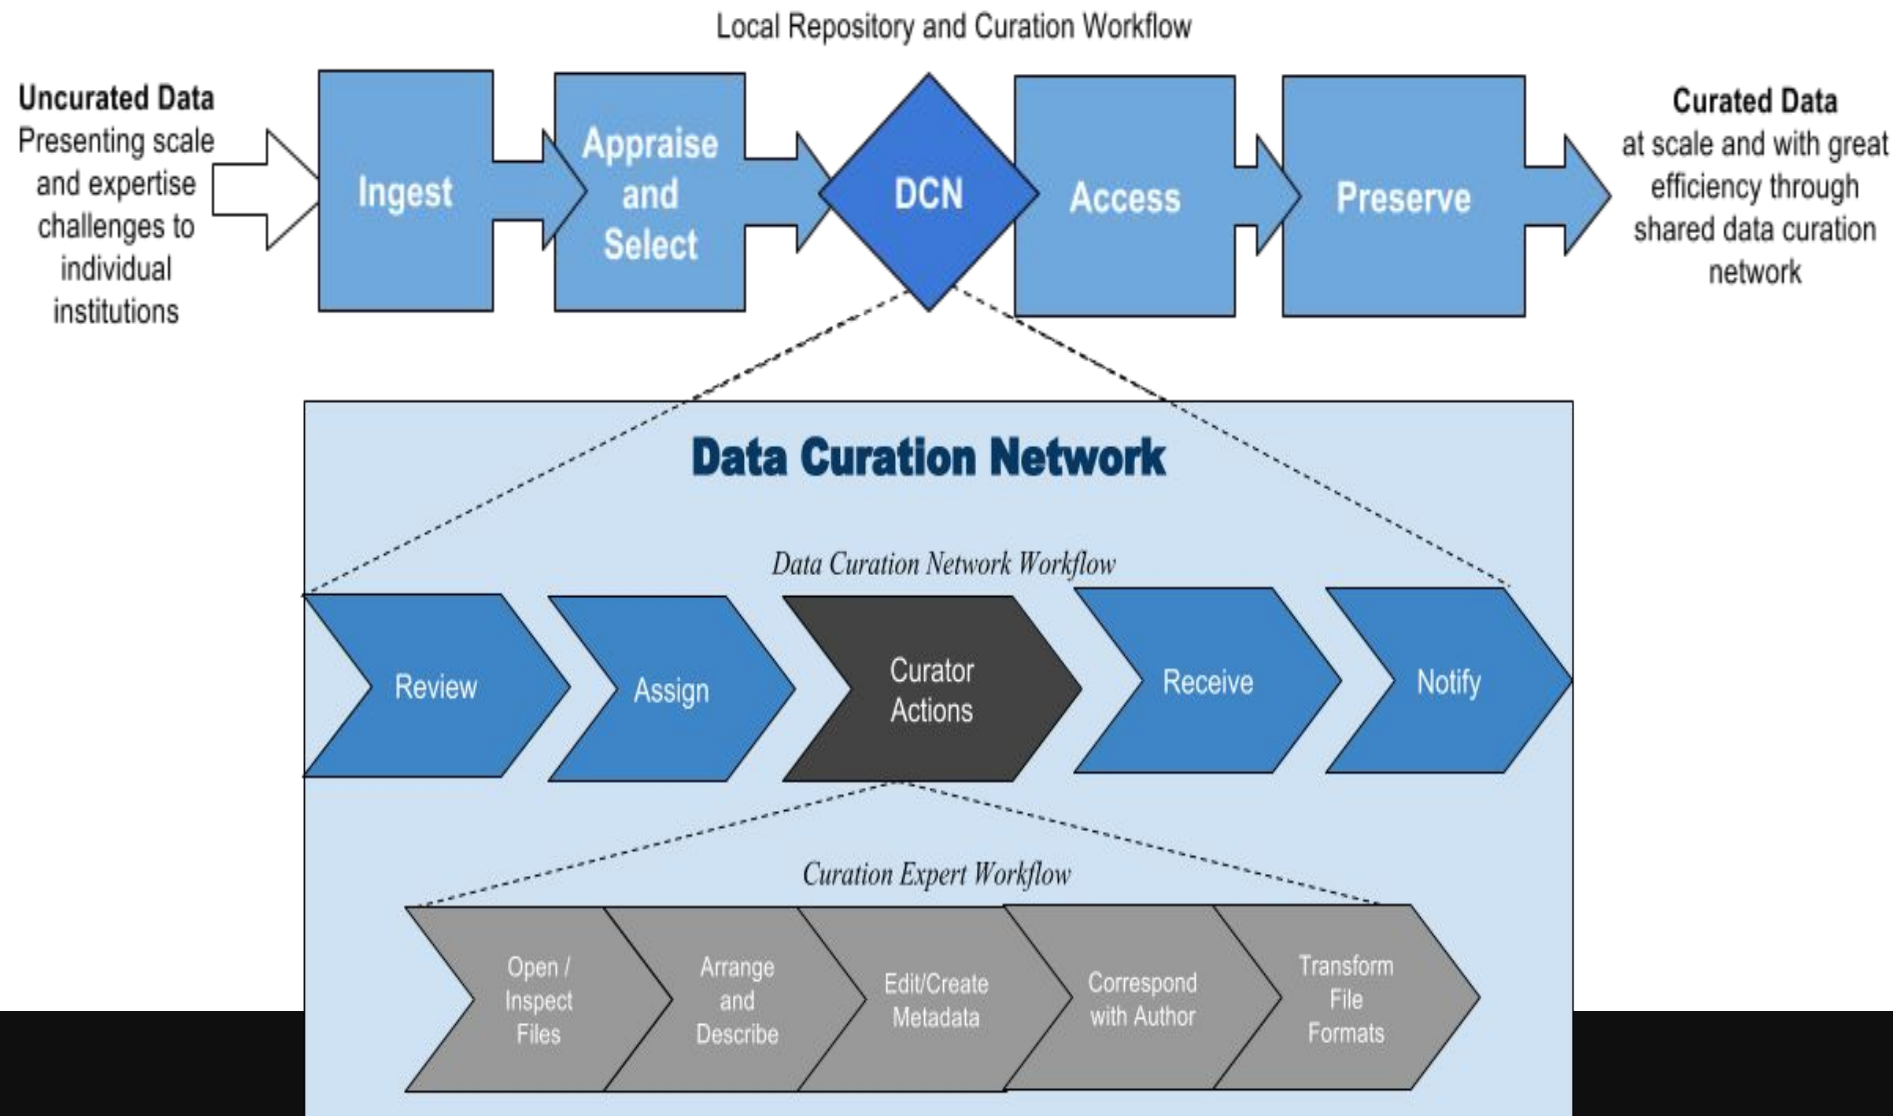 Local Repository and Curation Workflow
Uncurated Data
Presenting scale
and expertise
challenges to
individual
institutions
Ingest
Appraise
and
Select
DCN
Access
Preserve
Curated Data
at scale and with great
efficiency through
shared data curation
network
Data Curation Network
Data Curation Network Workflow
Review
Assign
Curator
Actions
Receive
Notify
Curation Expert Workflow
Open /
Inspect
Files
Arrange
and
Describe
Edit/Create
Metadata
Correspond
with Author
Transform
File
Formats